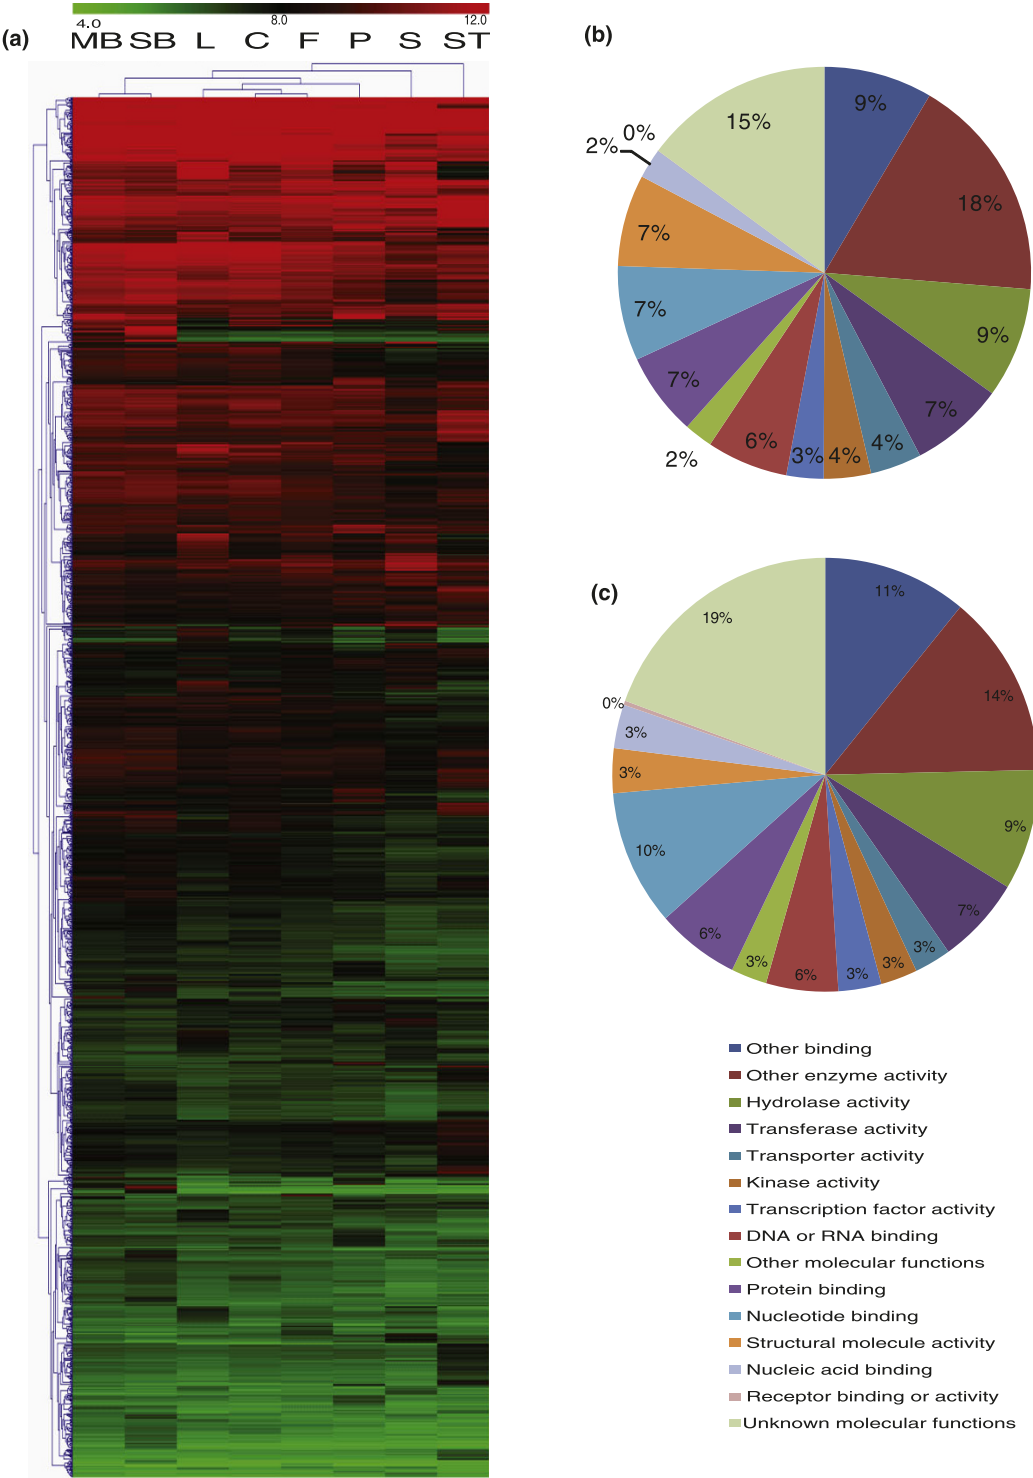 (a)
4.0 8.0 12.0
MB SB L C F P S ST
(b)
9%
18%
9%
7%
4%
4%
3%
6%
2%
7%
7%
7%
2%
0%
15%
(c)
11%
14%
9%
7%
3%
3%
3%
6%
3%
6%
10%
3%
3%
0%
19%
Other binding
Other enzyme activity
Hydrolase activity
Transferase activity
Transporter activity
Kinase activity
Transcription factor activity
DNA or RNA binding
Other molecular functions
Protein binding
Nucleotide binding
Structural molecule activity
Nucleic acid binding
Receptor binding or activity
Unknown molecular functions